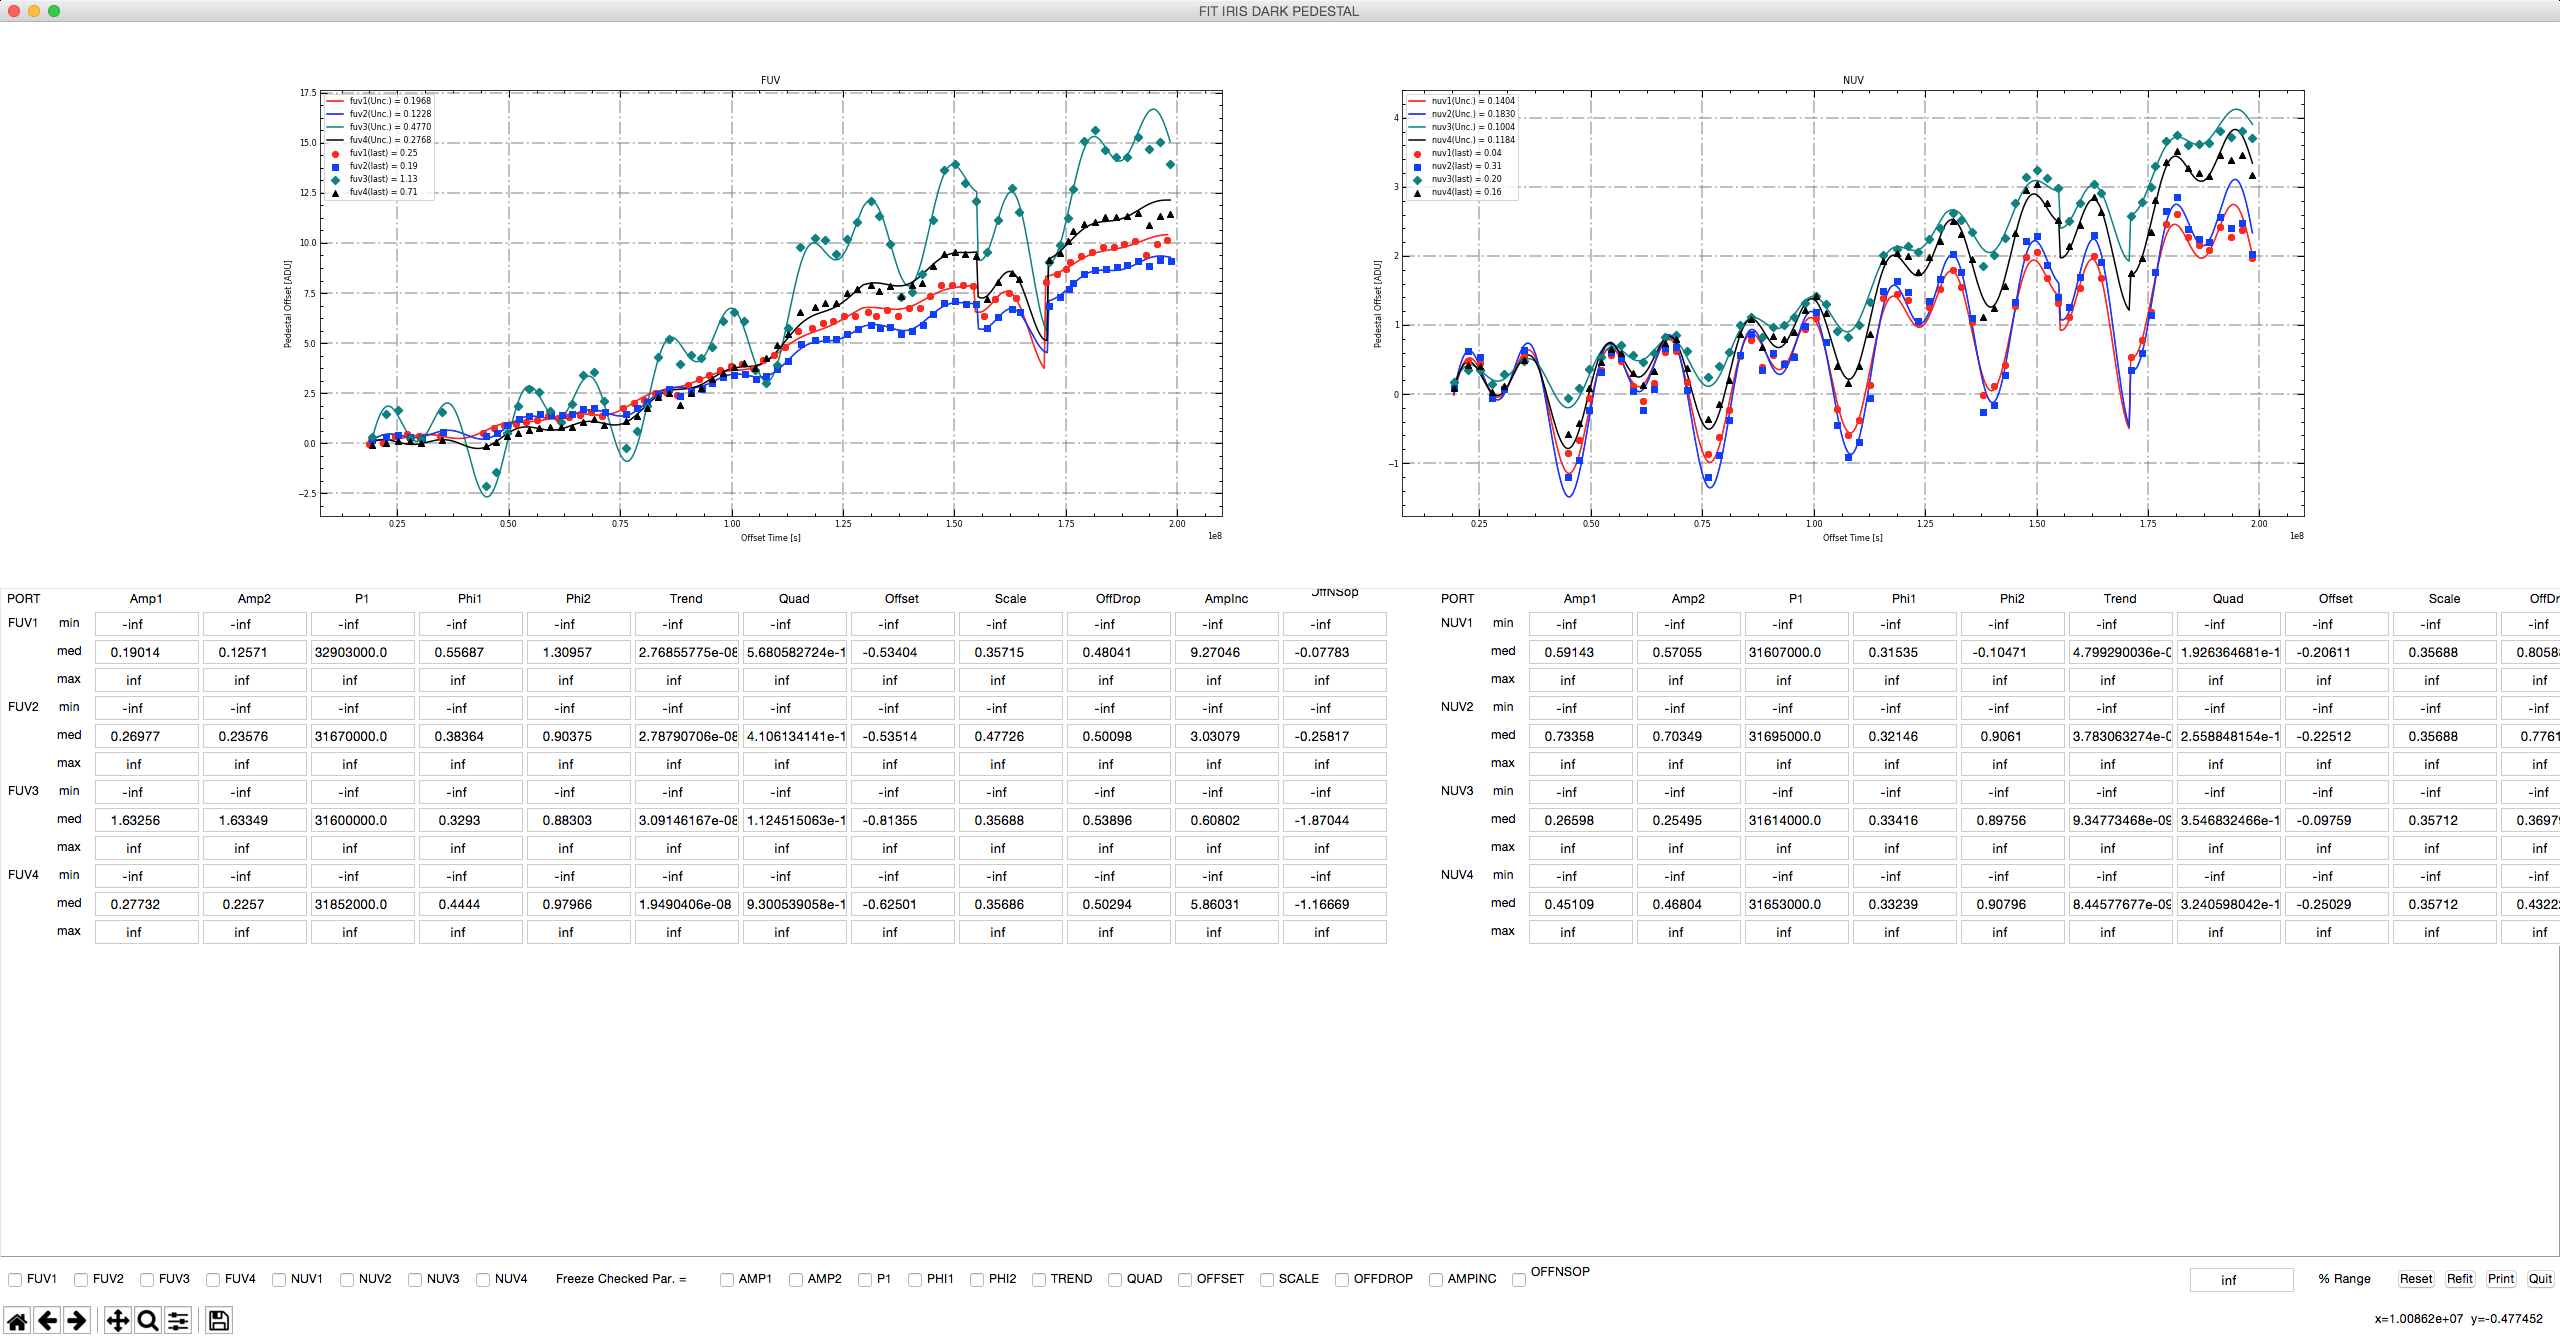 FIT IRIS DARK PEDESTAL
FUV
17.5
15.0
12.5
10.0
7.5
5.0
2.5
0.0
−2.5
Pedestal Offset [ADU]
fuv1(Unc.) = 0.1968
fuv2(Unc.) = 0.1228
fuv3(Unc.) = 0.4770
fuv4(Unc.) = 0.2768
fuv1(last) = 0.25
fuv2(last) = 0.19
fuv3(last) = 1.13
fuv4(last) = 0.71
0.25 0.50 0.75 1.00 1.25 1.50 1.75 2.00
Offset Time [s]
1e8
NUV
4
3
2
1
0
−1
Pedestal Offset [ADU]
nuv1(Unc.) = 0.1404
nuv2(Unc.) = 0.1830
nuv3(Unc.) = 0.1004
nuv4(Unc.) = 0.1184
nuv1(last) = 0.04
nuv2(last) = 0.31
nuv3(last) = 0.20
nuv4(last) = 0.16
0.25 0.50 0.75 1.00 1.25 1.50 1.75 2.00
Offset Time [s]
1e8
PORT Amp1 Amp2 P1 Phi1 Phi2 Trend Quad Offset Scale OffDrop AmpInc OffNSop
FUV1 min -inf -inf -inf -inf -inf -inf -inf -inf -inf -inf -inf -inf
med 0.19014 0.12571 32903000.0 0.55687 1.30957 2.76855775e-08 5.680582724e-1 -0.53404 0.35715 0.48041 9.27046 -0.07783
max inf inf inf inf inf inf inf inf inf inf inf inf
FUV2 min -inf -inf -inf -inf -inf -inf -inf -inf -inf -inf -inf -inf
med 0.26977 0.23576 31670000.0 0.38364 0.90375 2.78790706e-08 4.106134141e-1 -0.53514 0.47726 0.50098 3.03079 -0.25817
max inf inf inf inf inf inf inf inf inf inf inf inf
FUV3 min -inf -inf -inf -inf -inf -inf -inf -inf -inf -inf -inf -inf
med 1.63256 1.63349 31600000.0 0.3293 0.88303 3.09146167e-08 1.124515063e-1 -0.81355 0.35688 0.53896 0.60802 -1.87044
max inf inf inf inf inf inf inf inf inf inf inf inf
FUV4 min -inf -inf -inf -inf -inf -inf -inf -inf -inf -inf -inf -inf
med 0.27732 0.2257 31852000.0 0.4444 0.97966 1.9490406e-08 9.300539058e-1 -0.62501 0.35686 0.50294 5.86031 -1.16669
max inf inf inf inf inf inf inf inf inf inf inf inf
PORT Amp1 Amp2 P1 Phi1 Phi2 Trend Quad Offset Scale OffDr
NUV1 min -inf -inf -inf -inf -inf -inf -inf -inf -inf -inf
med 0.59143 0.57055 31607000.0 0.31535 -0.10471 4.799290036e-0 1.926364681e-1 -0.20611 0.35688 0.8058
max inf inf inf inf inf inf inf inf inf inf
NUV2 min -inf -inf -inf -inf -inf -inf -inf -inf -inf -inf
med 0.73358 0.70349 31695000.0 0.32146 0.9061 3.783063274e-0 2.558848154e-1 -0.22512 0.35688 0.7761
max inf inf inf inf inf inf inf inf inf inf
NUV3 min -inf -inf -inf -inf -inf -inf -inf -inf -inf -inf
med 0.26598 0.25495 31614000.0 0.33416 0.89756 9.34773468e-09 3.546832466e-1 -0.09759 0.35712 0.3697
max inf inf inf inf inf inf inf inf inf inf
NUV4 min -inf -inf -inf -inf -inf -inf -inf -inf -inf -inf
med 0.45109 0.46804 31653000.0 0.33239 0.90796 8.44577677e-09 3.240598042e-1 -0.25029 0.35712 0.4322
max inf inf inf inf inf inf inf inf inf inf
FUV1 FUV2 FUV3 FUV4 NUV1 NUV2 NUV3 NUV4 Freeze Checked Par. = AMP1 AMP2 P1 PHI1 PHI2 TREND QUAD OFFSET SCALE OFFDROP AMPINC OFFNSOP inf % Range Reset Refit Print Quit
x=1.00862e+07 y=-0.477452